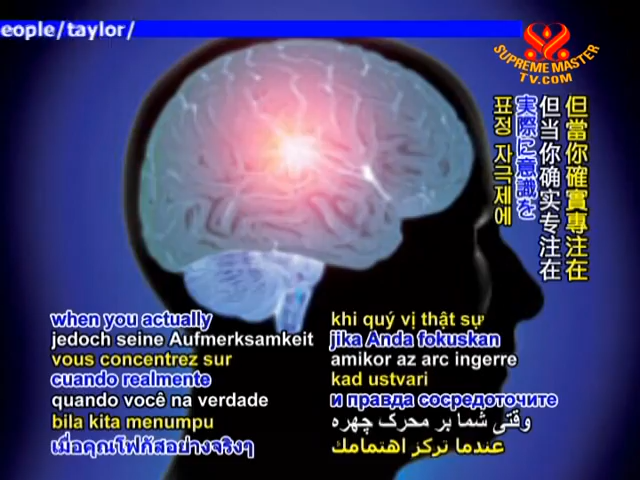 eople/taylor/
SUPREME MASTER
TV.COM
但當你確實專注在
但当你确实专注在
実際に意識を
표정 자극제에
when you actually
jedoch seine Aufmerksamkeit
vous concentrez sur
cuando realmente
quando você na verdade
bila kita menumpu
เมื่อคุณโฟกัสอย่างจริงๆ
khi quý vị thật sự
jika Anda fokuskan
amikor az arc ingerre
kad ustvari
и правда сосредоточите
وقتی شما بر محرک چهره
عندما تركز اهتمامك